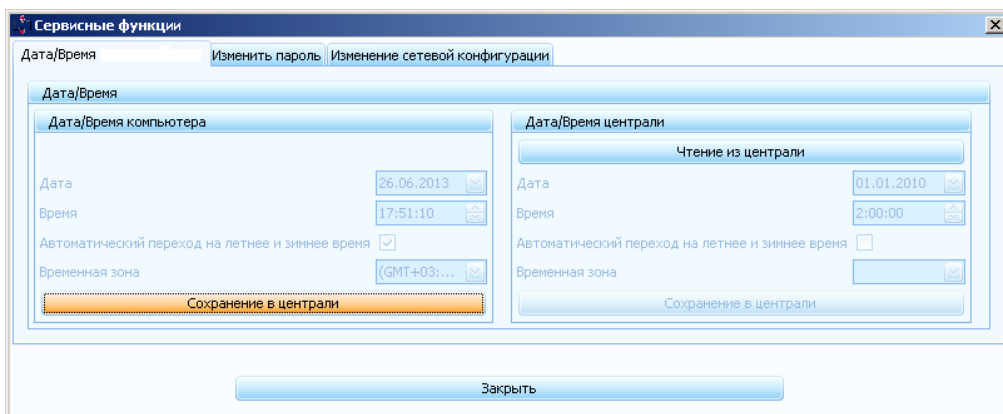 Сервисные функции
Дата/Время Изменить пароль Изменение сетевой конфигурации
Дата/Время
Дата/Время компьютера
Дата 26.06.2013
Время 17:51:10
Автоматический переход на летнее и зимнее время
Временная зона (GMT+03:...
Сохранение в централи
Дата/Время централи
Чтение из централи
Дата 01.01.2010
Время 2:00:00
Автоматический переход на летнее и зимнее время
Временная зона
Сохранение в централи
Закрыть